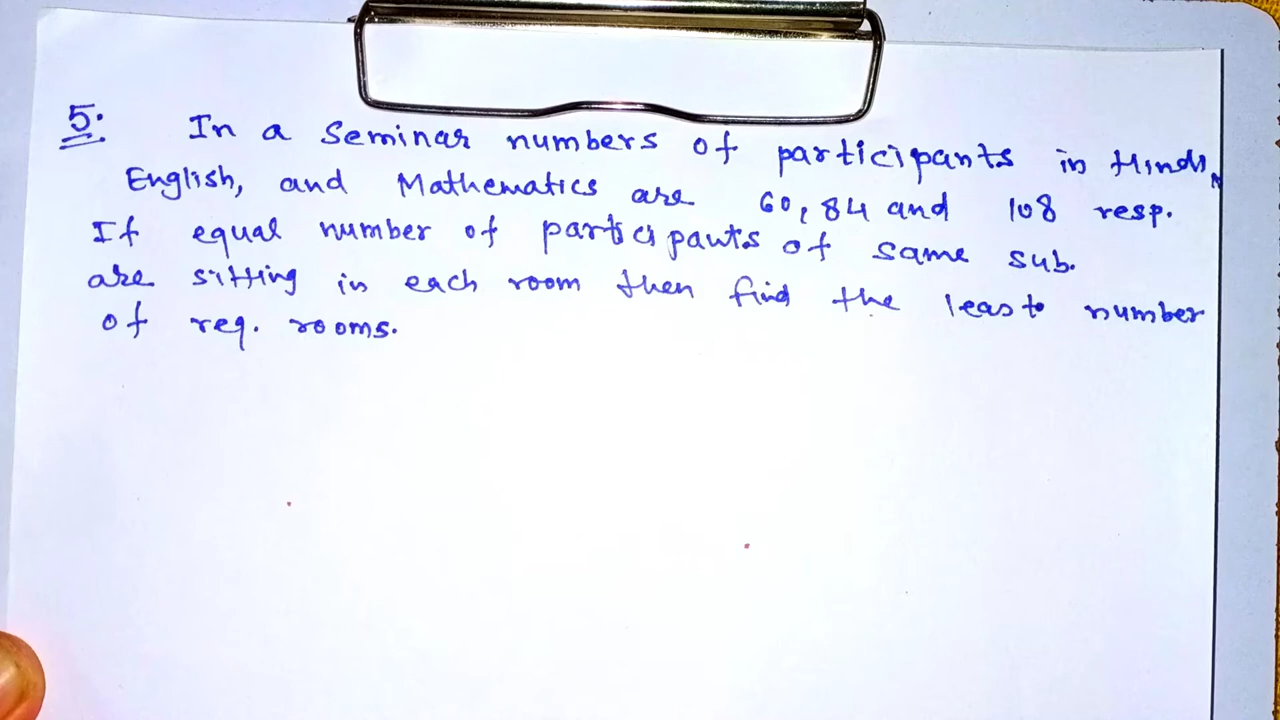 5. In a Seminar numbers of participants in Hindi,
English, and Mathematics are 60, 84 and 108 resp.
If equal number of participants of same sub.
are sitting in each room then find the least number
of req. rooms.